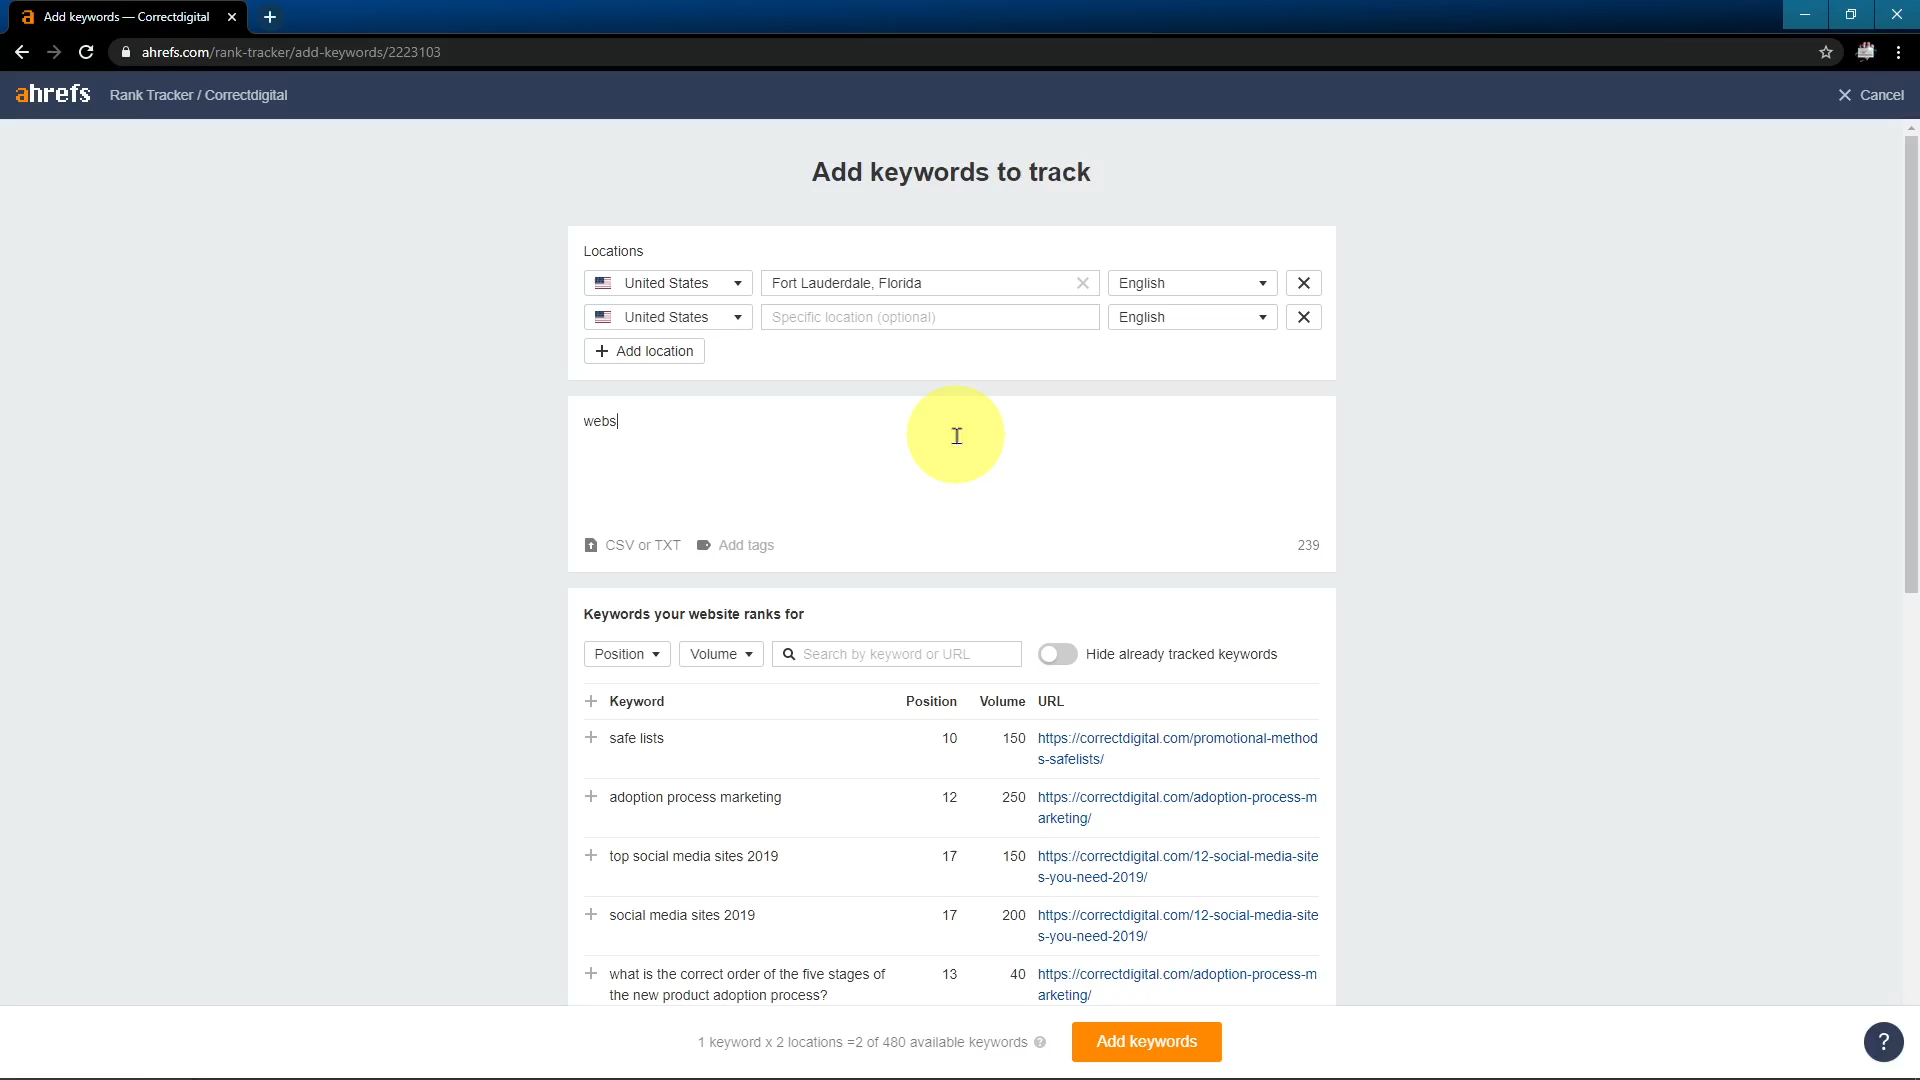 Add keywords — Correctdigital
ahrefs.com/rank-tracker/add-keywords/2223103
ahrefs Rank Tracker / Correctdigital Cancel
Add keywords to track
Locations
United States Fort Lauderdale, Florida English
United States Specific location (optional) English
Add location
webs
CSV or TXT Add tags 239
Keywords your website ranks for
Position Volume Search by keyword or URL Hide already tracked keywords
Keyword Position Volume URL
safe lists 10 150 https://correctdigital.com/promotional-method
s-safelists/
adoption process marketing 12 250 https://correctdigital.com/adoption-process-m
arketing/
top social media sites 2019 17 150 https://correctdigital.com/12-social-media-site
s-you-need-2019/
social media sites 2019 17 200 https://correctdigital.com/12-social-media-site
s-you-need-2019/
what is the correct order of the five stages of 13 40 https://correctdigital.com/adoption-process-m
the new product adoption process? arketing/
1 keyword x 2 locations =2 of 480 available keywords ? Add keywords ?